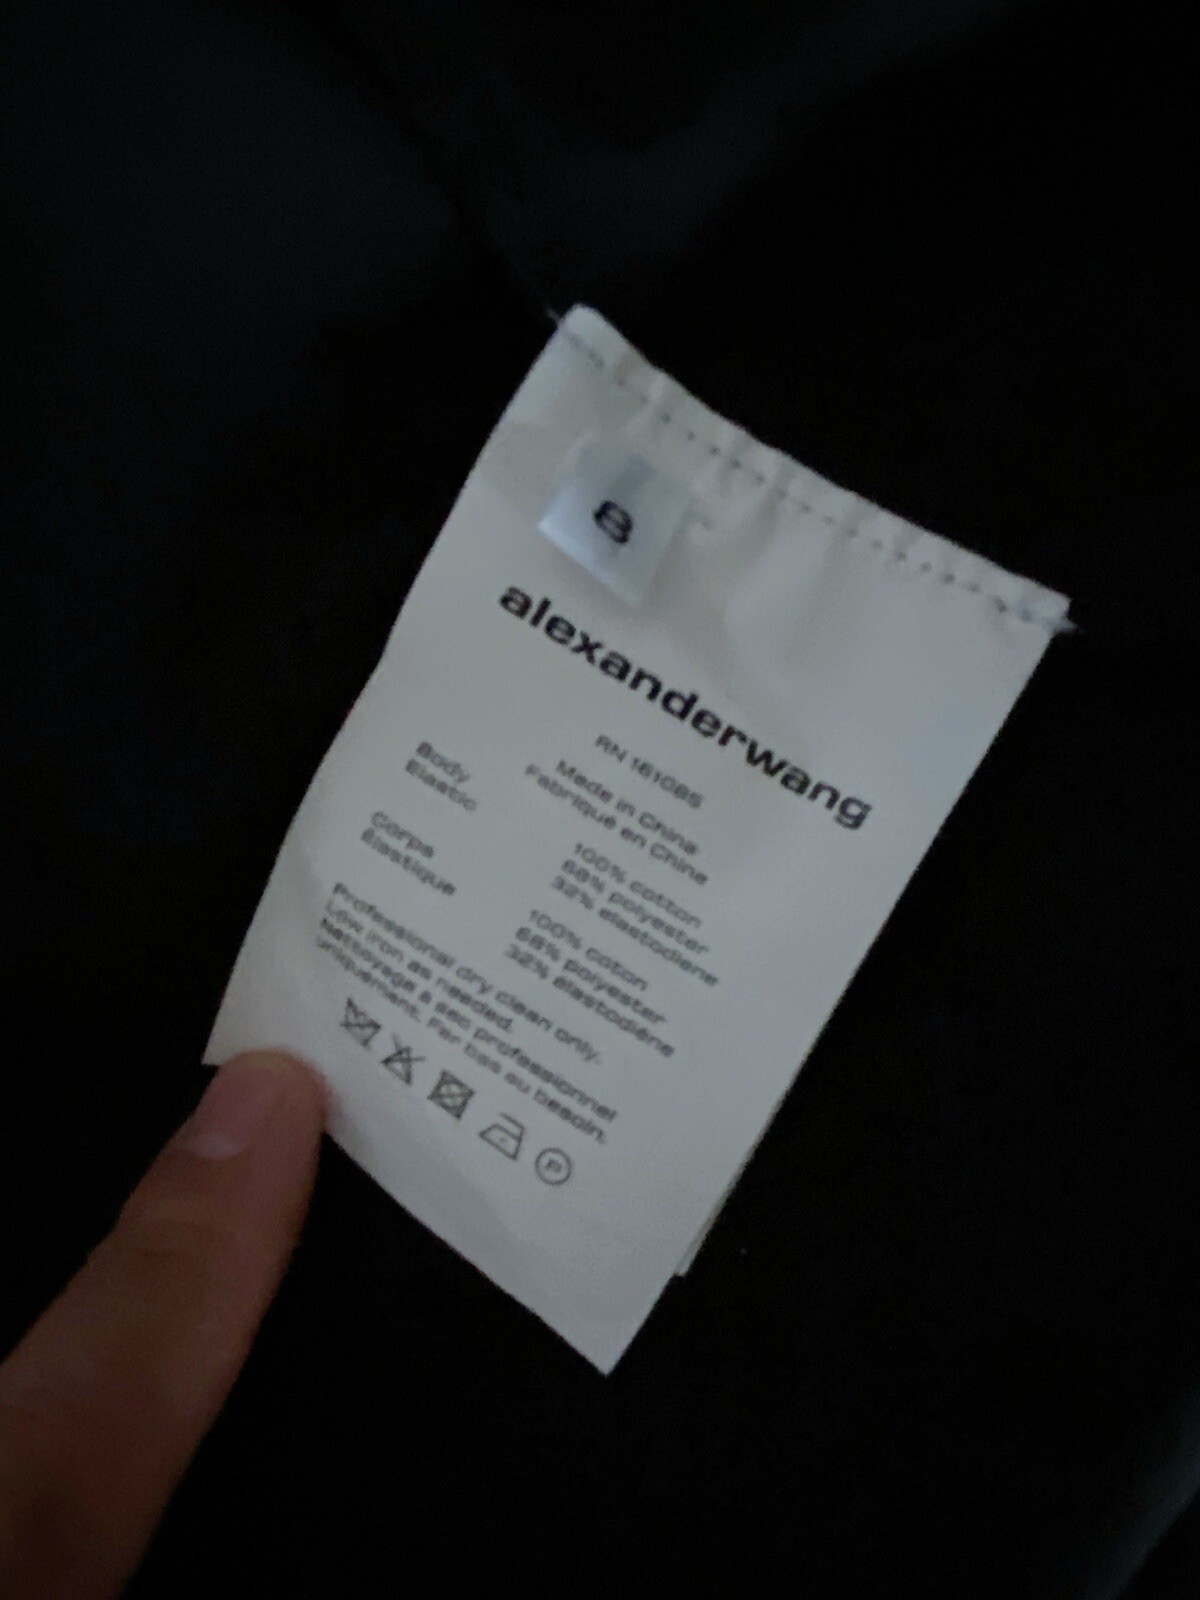 8
alexanderwang
RN 161085
Made in China
Fabriqué en Chine
Body 100% cotton
Elastic 68% polyester
32% elastodiene
Corps 100% coton
Élastique 68% polyester
32% élastodiène
Professional dry clean only.
Low iron as needed.
Nettoyage à sec professionnel
uniquement. Fer bas au besoin.
P